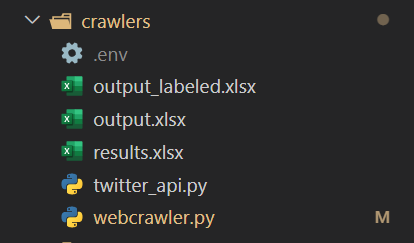 crawlers
.env
output_labeled.xlsx
output.xlsx
results.xlsx
twitter_api.py
webcrawler.py M